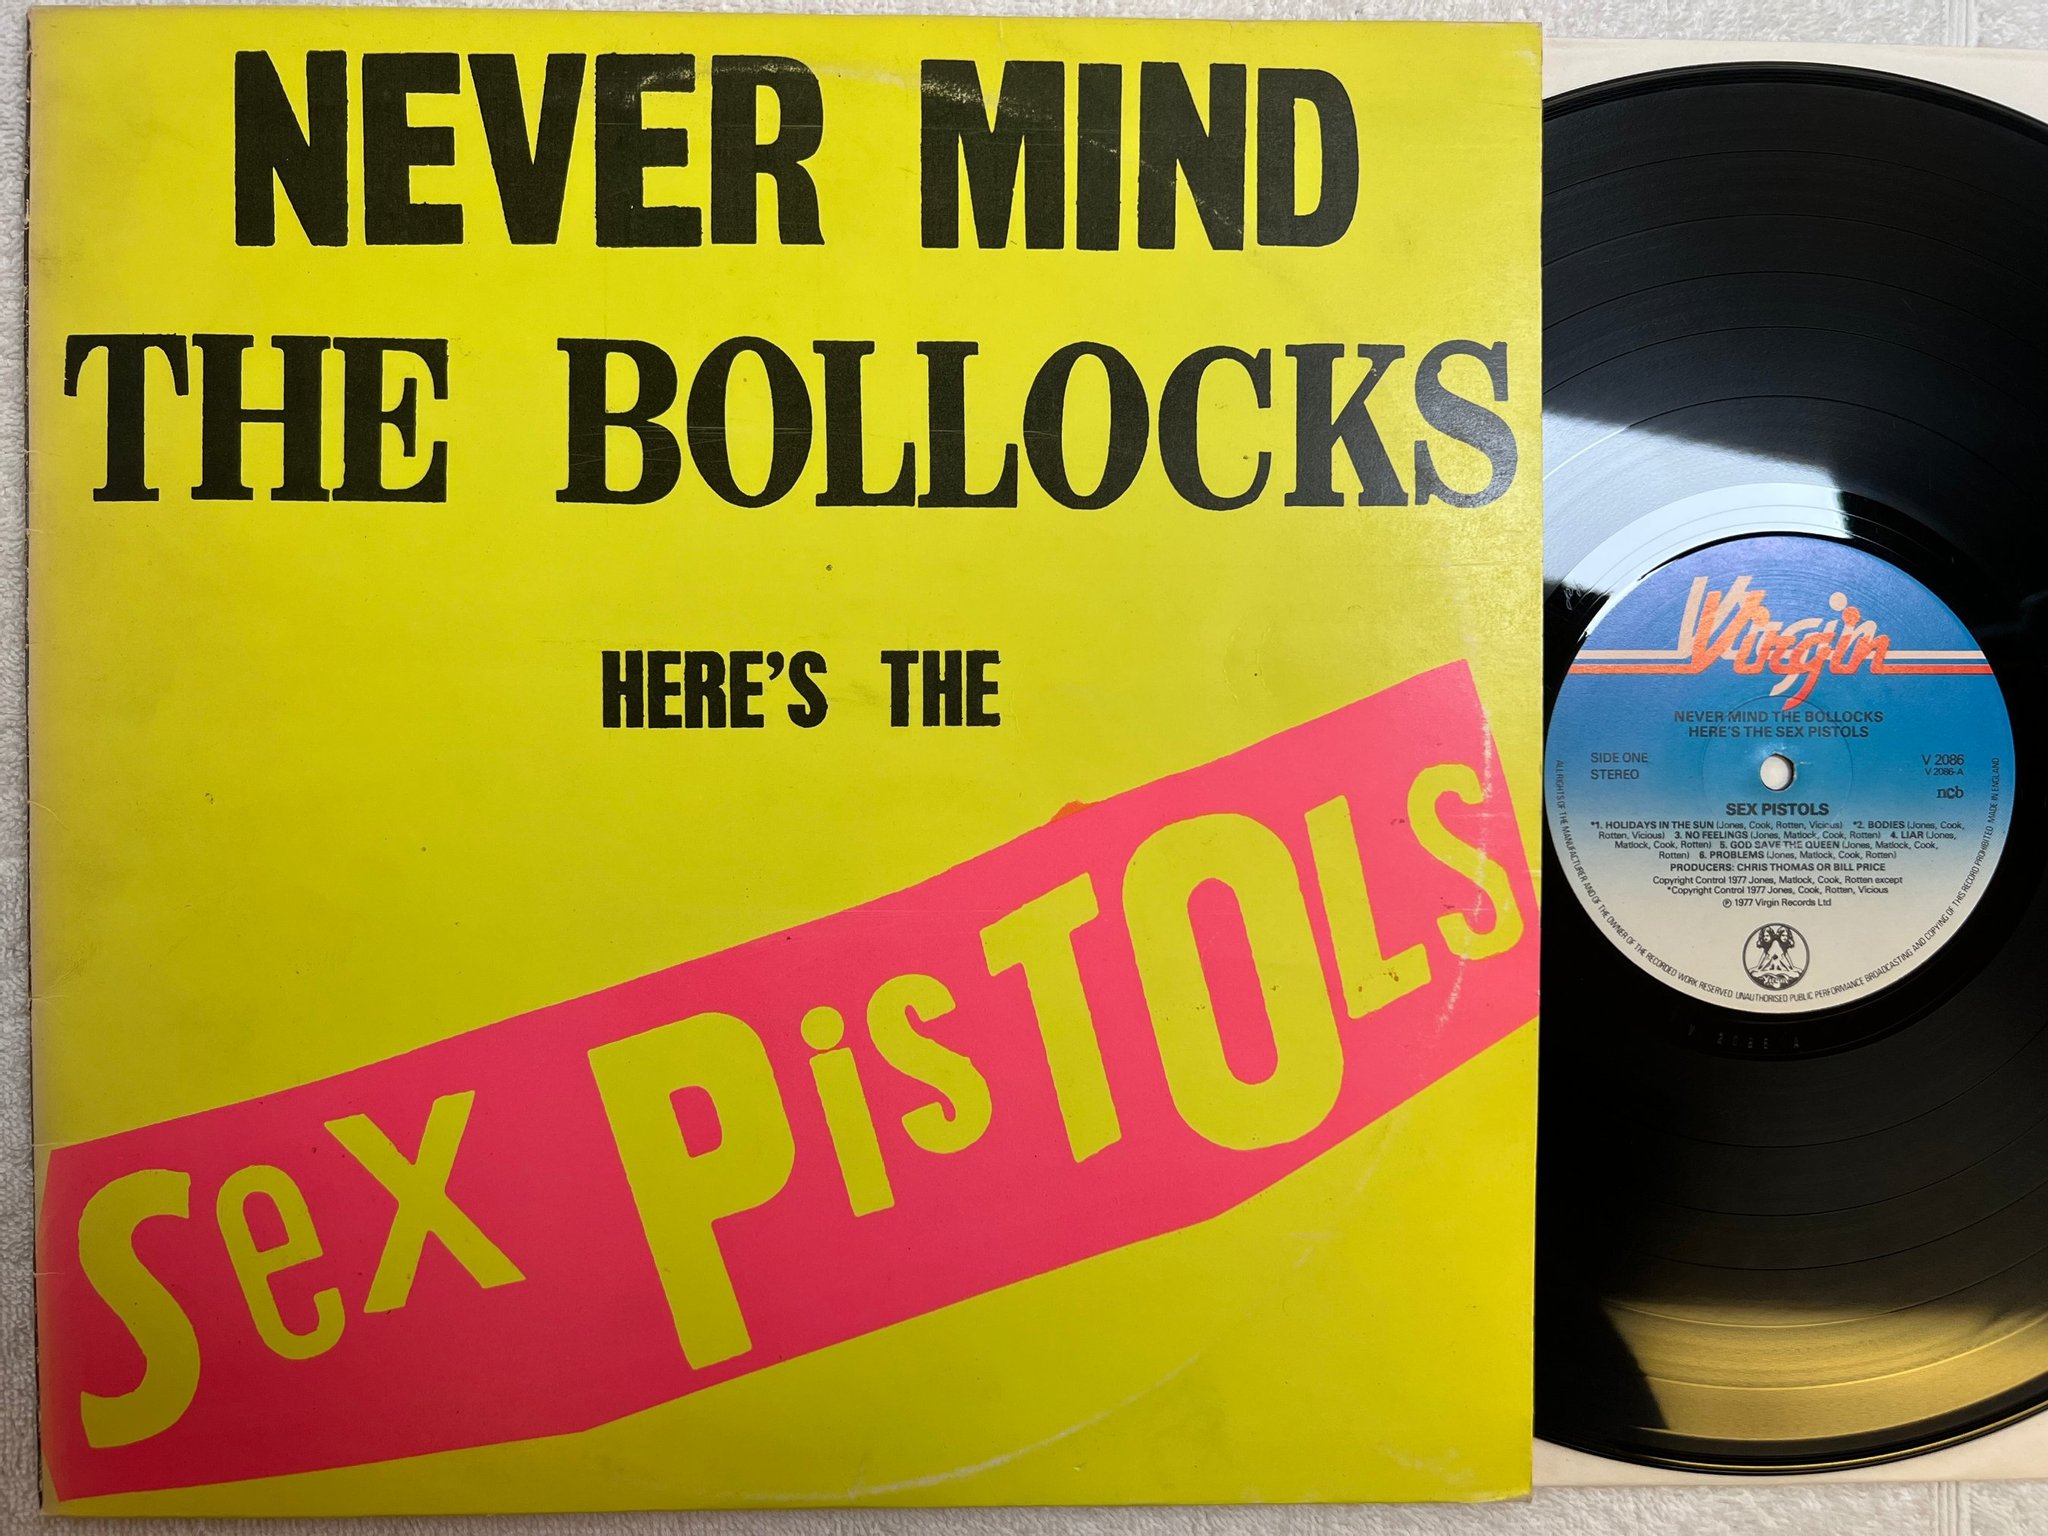 NEVER MIND
THE BOLLOCKS
HERE'S THE
Sex PisTOLS
Virgin
NEVER MIND THE BOLLOCKS
HERE'S THE SEX PISTOLS
SIDE ONE
STEREO
V 2086
V 2086-A
ncb
SEX PISTOLS
*1. HOLIDAYS IN THE SUN (Jones, Cook, Rotten, Vicious) *2. BODIES (Jones, Cook,
Rotten, Vicious) 3. NO FEELINGS (Jones, Matlock, Cook, Rotten) 4. LIAR (Jones,
Matlock, Cook, Rotten) 5. GOD SAVE THE QUEEN (Jones, Matlock, Cook,
Rotten) 6. PROBLEMS (Jones, Matlock, Cook, Rotten)
PRODUCERS: CHRIS THOMAS OR BILL PRICE
Copyright Control 1977 Jones, Matlock, Cook, Rotten except
*Copyright Control 1977 Jones, Cook, Rotten, Vicious
℗ 1977 Virgin Records Ltd
ALL RIGHTS OF THE MANUFACTURER AND OF THE OWNER OF THE RECORDED WORK RESERVED. UNAUTHORISED PUBLIC PERFORMANCE BROADCASTING AND COPYING OF THIS RECORD PROHIBITED. MADE IN ENGLAND
V 2086 A